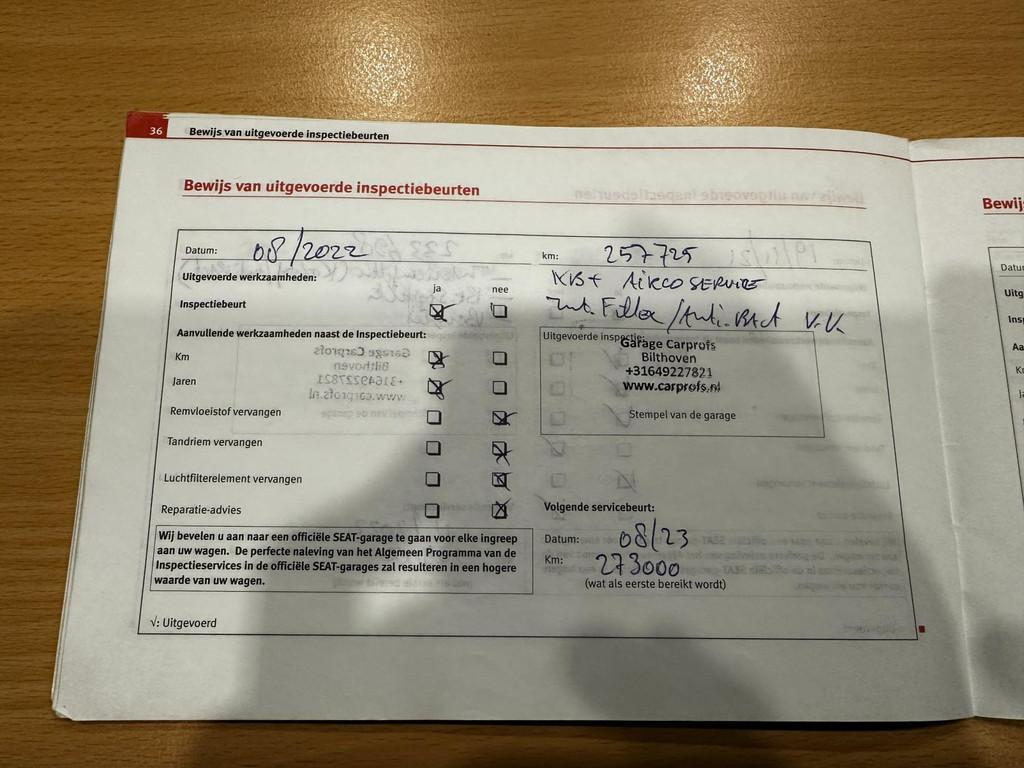 36 Bewijs van uitgevoerde inspectiebeurten
Bewijs van uitgevoerde inspectiebeurten
Datum: 08/2022 km: 257725
Uitgevoerde werkzaamheden:
ja nee
AIRCO SERVICE
Inspectiebeurt
Int. Filter / Anti. BAct V.V.
Aanvullende werkzaamheden naast de Inspectiebeurt:
Uitgevoerde inspectie:
Garage Carprofs
Bilthoven
+31649227821
www.carprofs.nl
Stempel van de garage
Km
Jaren
Remvloeistof vervangen
Tandriem vervangen
Luchtfilterelement vervangen
Reparatie-advies
Volgende servicebeurt:
Datum: 08/23
Km: 273000
(wat als eerste bereikt wordt)
Wij bevelen u aan naar een officiële SEAT-garage te gaan voor elke ingreep
aan uw wagen. De perfecte naleving van het Algemeen Programma van de
Inspectieservices in de officiële SEAT-garages zal resulteren in een hogere
waarde van uw wagen.
√: Uitgevoerd